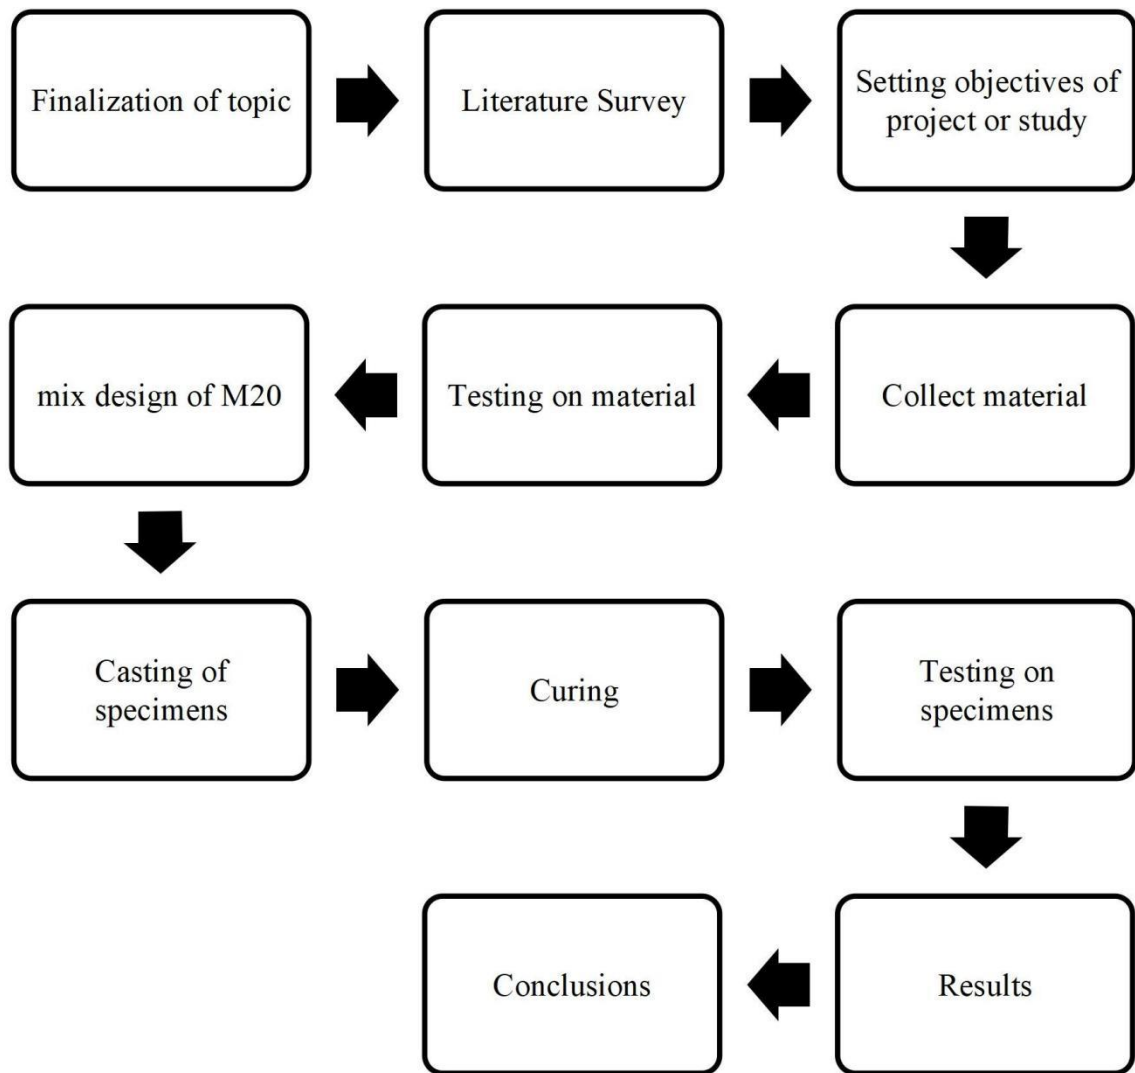 Finalization of topic
Literature Survey
Setting objectives of
project or study
Collect material
Testing on material
mix design of M20
Casting of
specimens
Curing
Testing on
specimens
Results
Conclusions